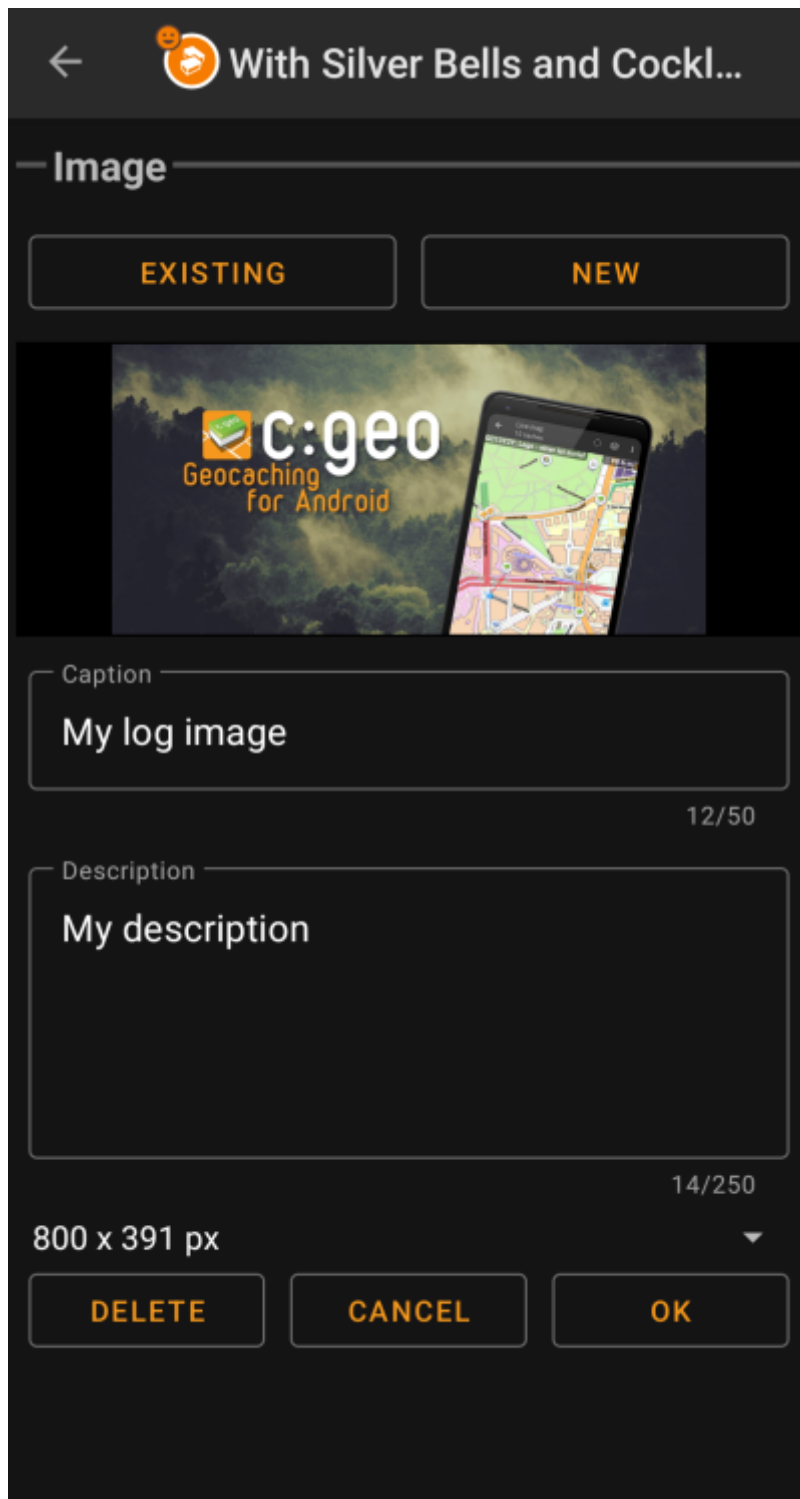 With Silver Bells and Cockl...
Image
EXISTING
NEW
c:geo
c:geo
Geocaching
for Android
Caption
My log image
12/50
Description
My description
14/250
800 x 391 px
DELETE
CANCEL
OK